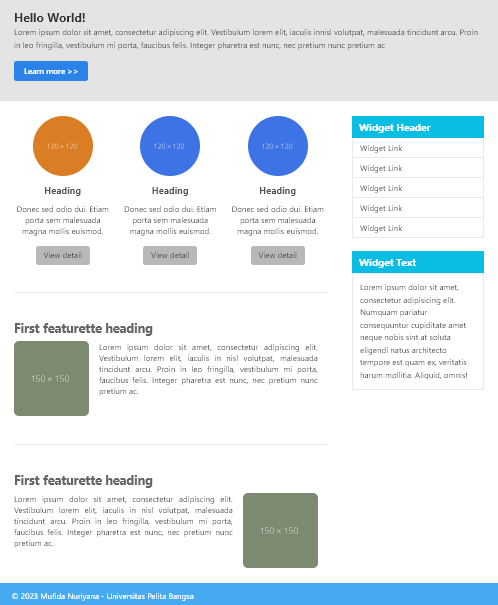 Hello World!
Lorem ipsum dolor sit amet, consectetur adipiscing elit. Vestibulum lorem elit, iaculis innisl volutpat, malesuada tincidunt arcu. Proin in leo fringilla, vestibulum mi porta, faucibus felis. Integer pharetra est nunc, nec pretium nunc pretium ac
Learn more >>
120 × 120
120 × 120
120 × 120
Heading
Heading
Heading
Donec sed odio dui. Etiam
porta sem malesuada
magna mollis euismod.
Donec sed odio dui. Etiam
porta sem malesuada
magna mollis euismod.
Donec sed odio dui. Etiam
porta sem malesuada
magna mollis euismod.
View detail
View detail
View detail
First featurette heading
150 × 150
Lorem ipsum dolor sit amet, consectetur adipiscing elit.
Vestibulum lorem elit, iaculis in nisl volutpat, malesuada
tincidunt arcu. Proin in leo fringilla, vestibulum mi porta,
faucibus felis. Integer pharetra est nunc, nec pretium nunc
pretium ac.
First featurette heading
Lorem ipsum dolor sit amet, consectetur adipiscing elit.
Vestibulum lorem elit, iaculis in nisl volutpat, malesuada
tincidunt arcu. Proin in leo fringilla, vestibulum mi porta,
faucibus felis. Integer pharetra est nunc, nec pretium nunc
pretium ac.
150 × 150
Widget Header
Widget Link
Widget Link
Widget Link
Widget Link
Widget Link
Widget Text
Lorem ipsum dolor sit amet,
consectetur adipisicing elit.
Numquam pariatur
consequuntur cupiditate amet
neque nobis sint at soluta
eligendi natus architecto
tempore est quam ex, veritatis
harum mollitia. Aliquid, omnis!
© 2023 Mufida Nuriyana - Universitas Pelita Bangsa